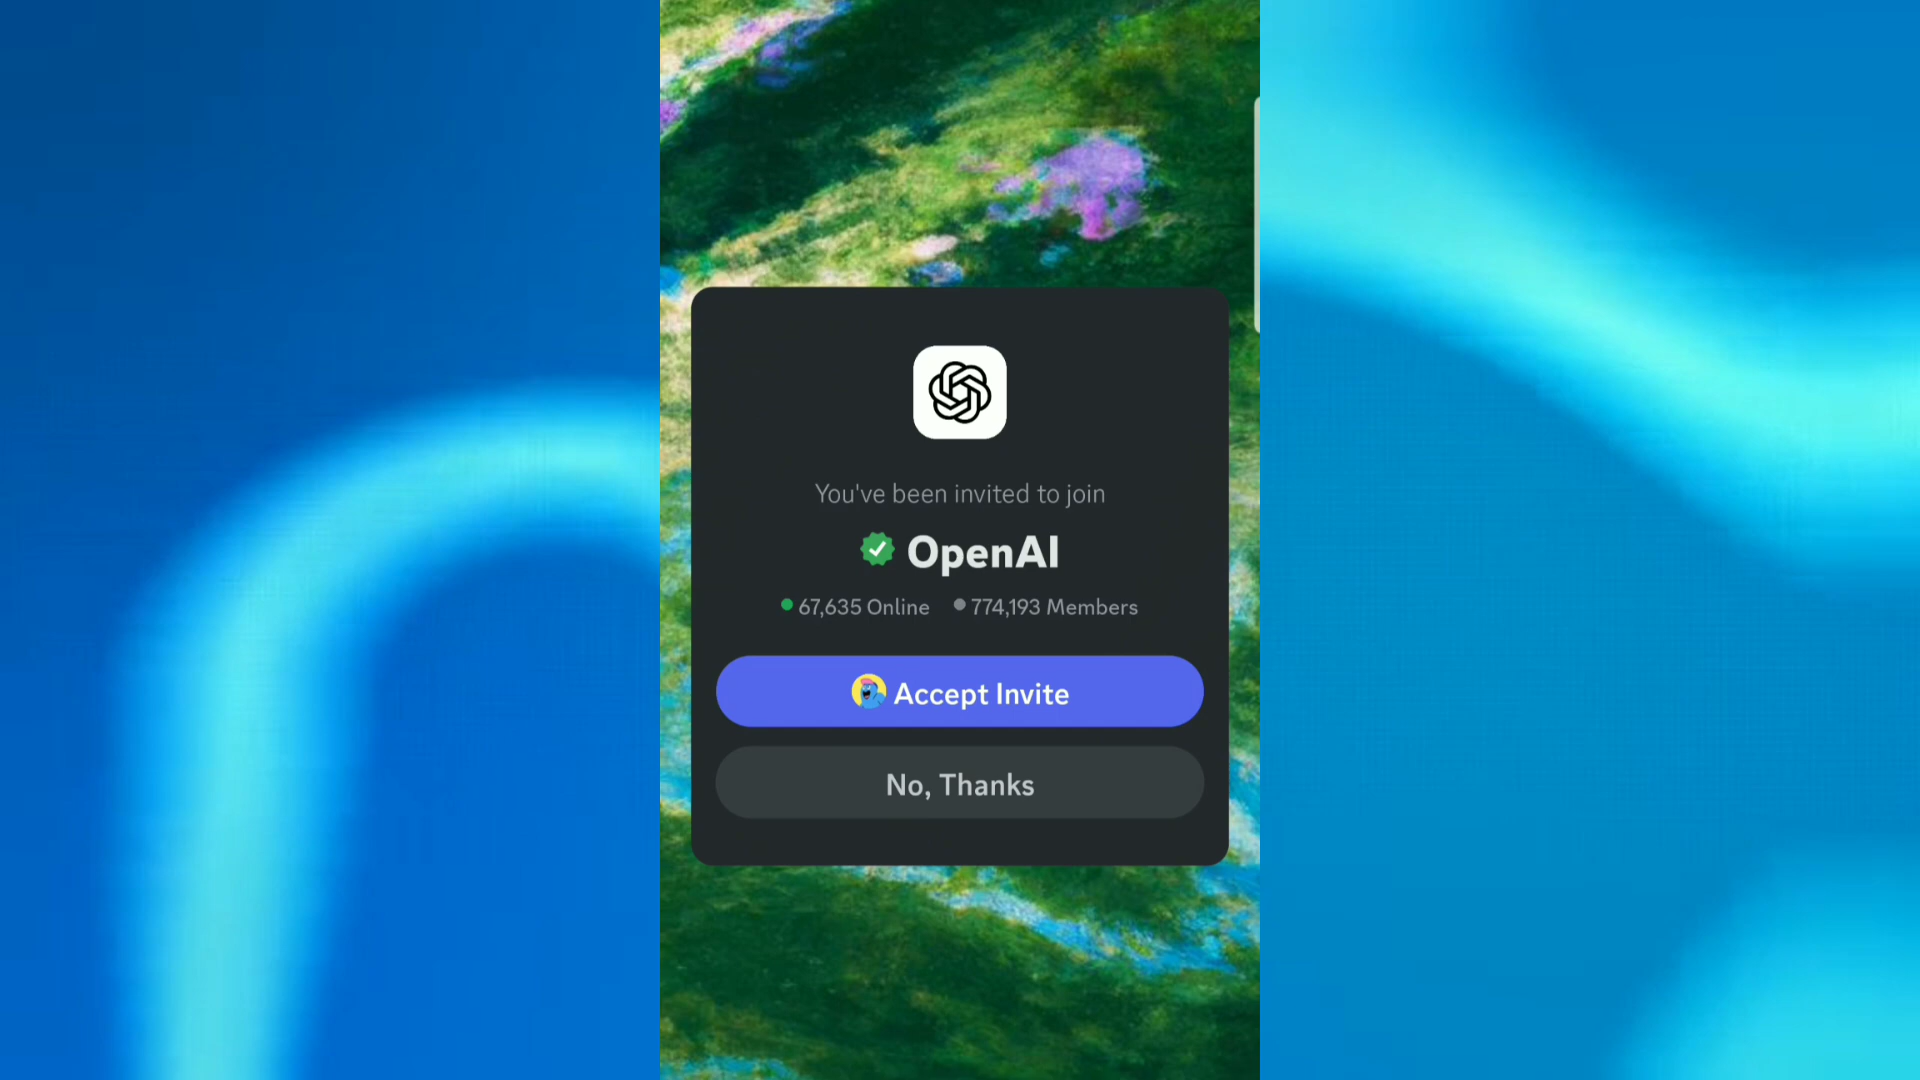 You've been invited to join
OpenAI
67,635 Online 774,193 Members
Accept Invite
No, Thanks